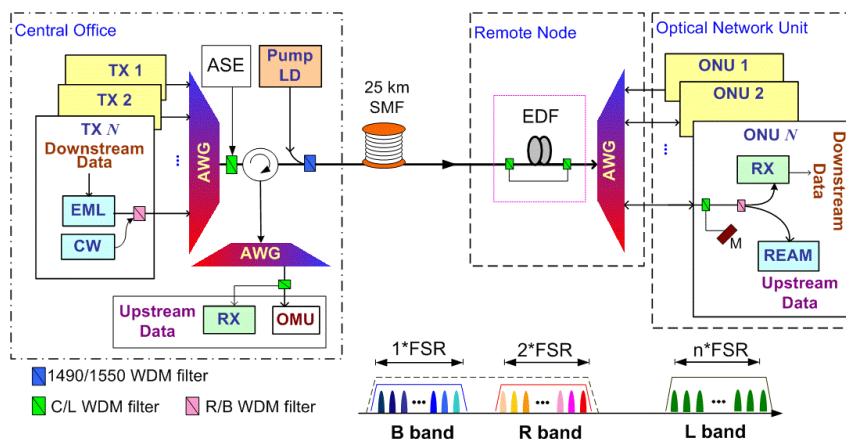 Central Office
Remote Node
Optical Network Unit
TX 1
TX 2
TX N
Downstream
Data
EML
CW
...
AWG
ASE
Pump
LD
25 km
SMF
EDF
AWG
...
ONU 1
ONU 2
ONU N
RX
Downstream
Data
M
REAM
Upstream
Data
AWG
Upstream
Data
RX
OMU
1490/1550 WDM filter
C/L WDM filter
R/B WDM filter
1*FSR
2*FSR
n*FSR
...
...
...
B band
R band
L band